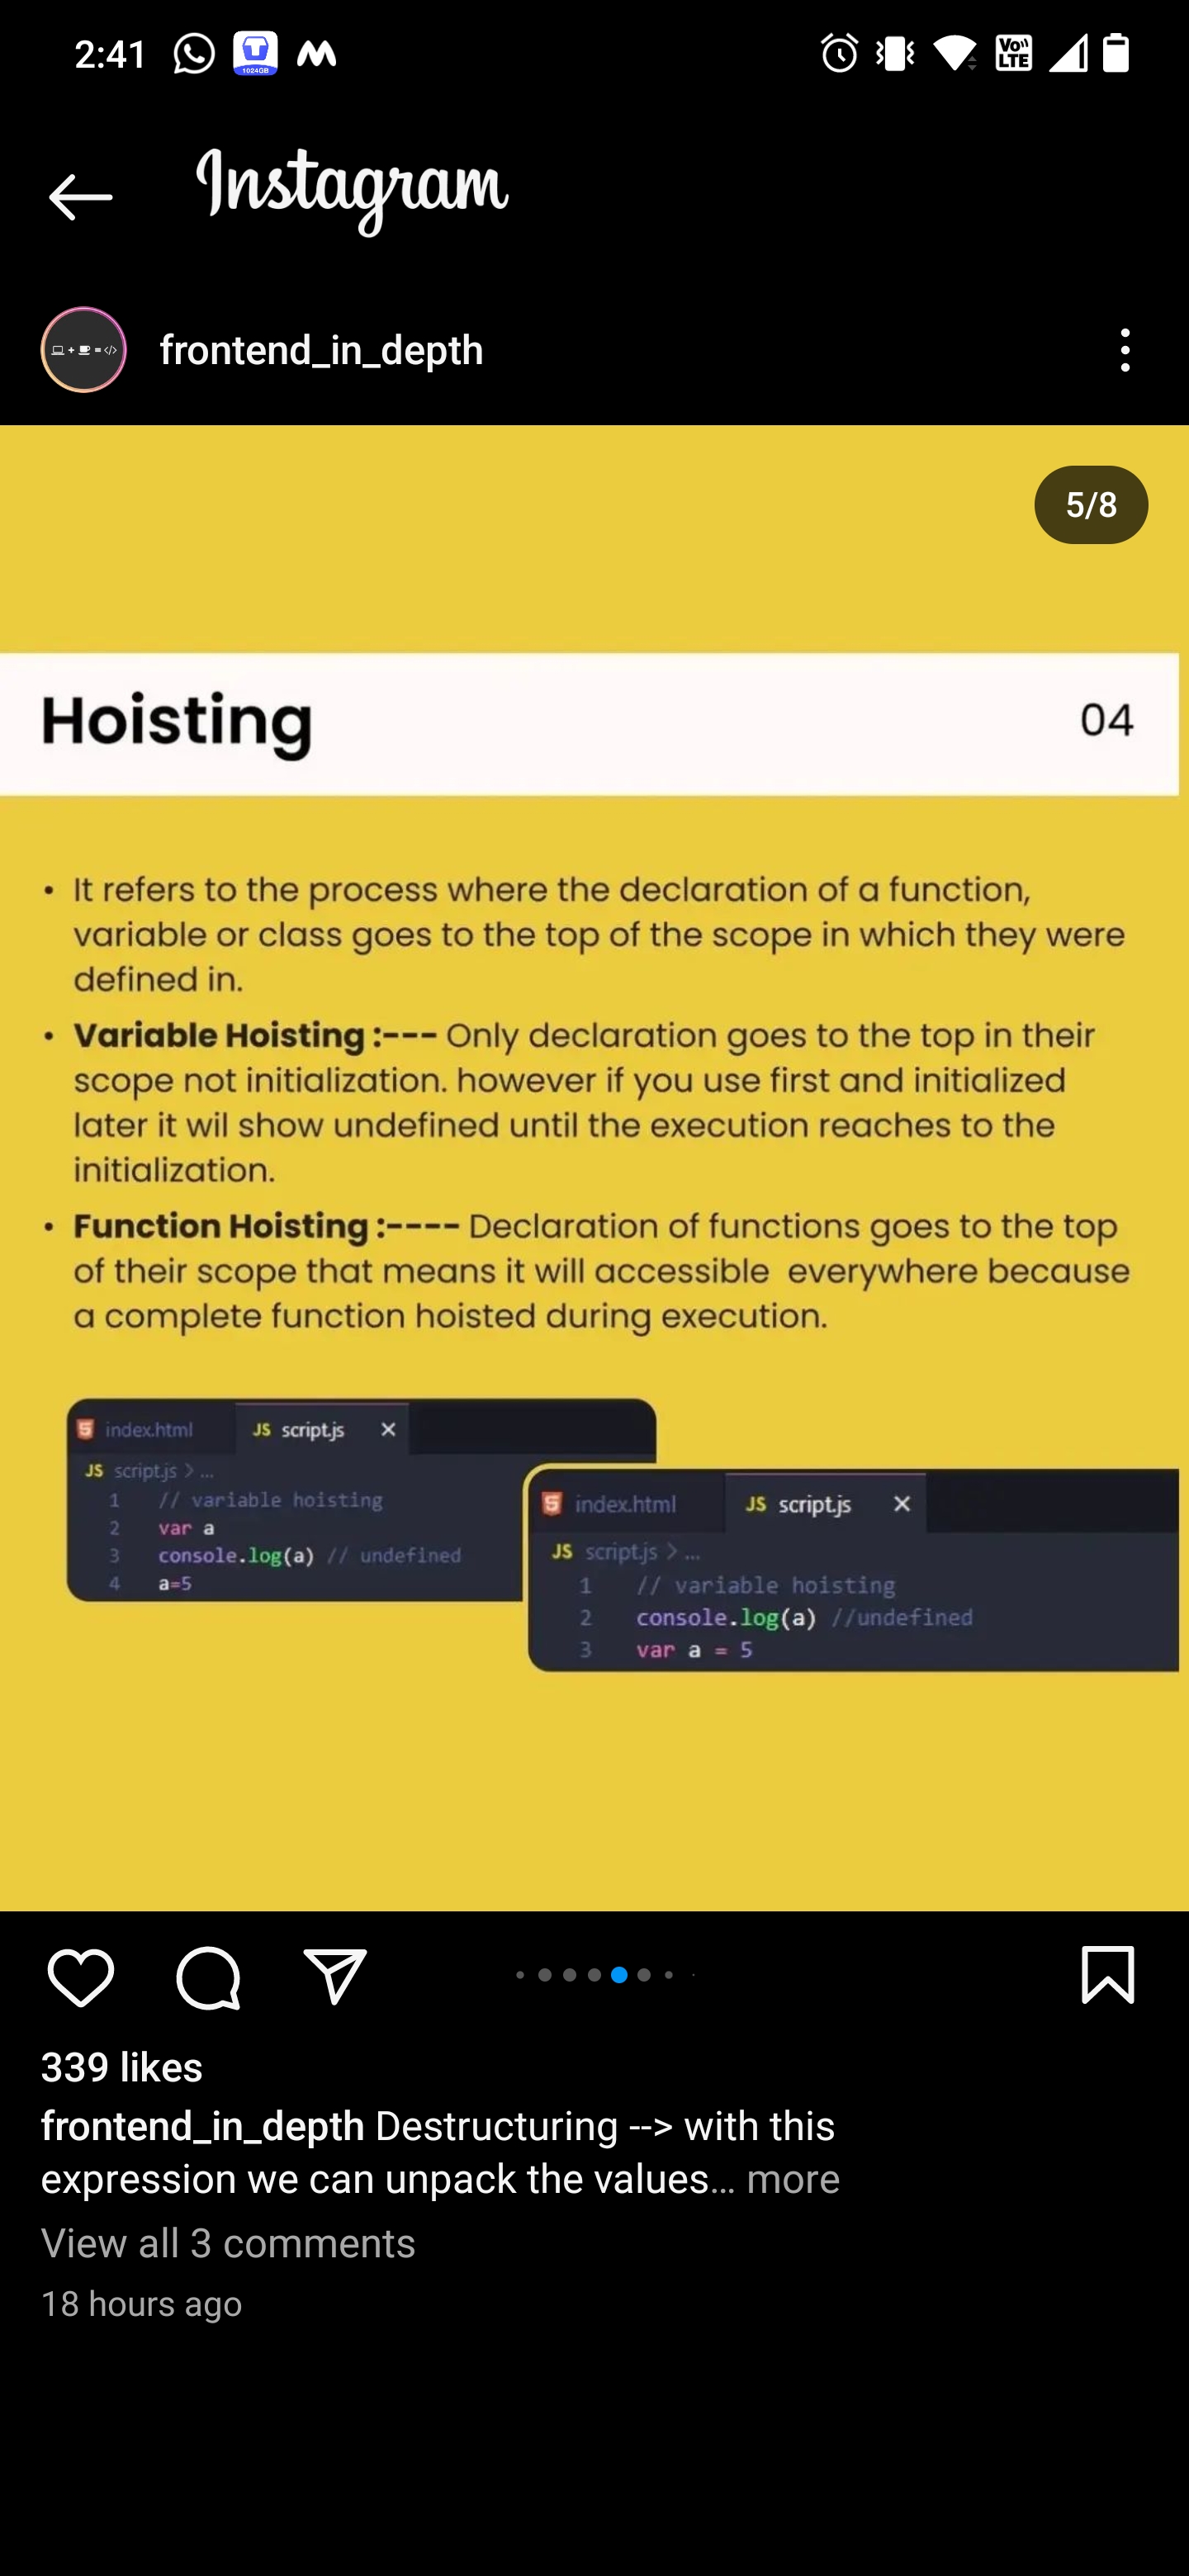 2:41
1024GB
Vo)) LTE
Instagram
frontend_in_depth
5/8
Hoisting
04
• It refers to the process where the declaration of a function,
variable or class goes to the top of the scope in which they were
defined in.
• Variable Hoisting :--- Only declaration goes to the top in their
scope not initialization. however if you use first and initialized
later it wil show undefined until the execution reaches to the
initialization.
• Function Hoisting :---- Declaration of functions goes to the top
of their scope that means it will accessible  everywhere because
a complete function hoisted during execution.
index.html JS script.js ×
JS script.js > ...
1 // variable hoisting
2 var a
3 console.log(a) // undefined
4 a=5
index.html JS script.js ×
JS script.js > ...
1 // variable hoisting
2 console.log(a) //undefined
3 var a = 5
339 likes
frontend_in_depth Destructuring --> with this
expression we can unpack the values... more
View all 3 comments
18 hours ago